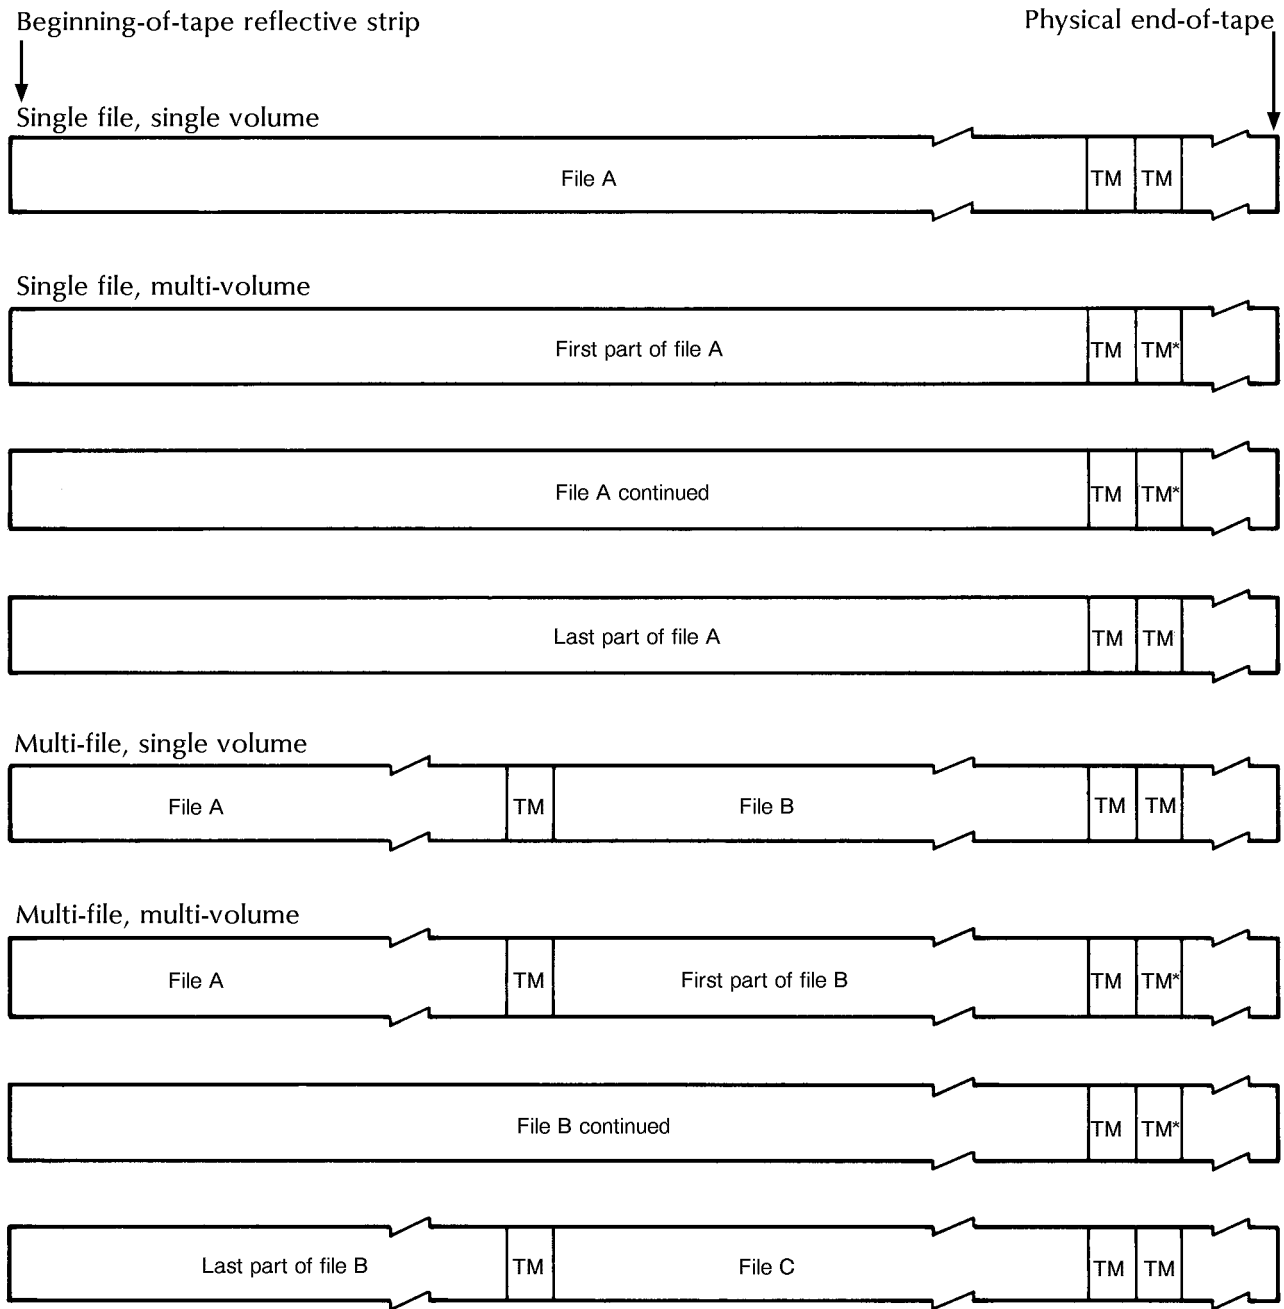 Beginning-of-tape reflective strip
Physical end-of-tape
Single file, single volume
File A TM TM
Single file, multi-volume
First part of file A TM TM*
File A continued TM TM*
Last part of file A TM TM
Multi-file, single volume
File A TM File B TM TM
Multi-file, multi-volume
File A TM First part of file B TM TM*
File B continued TM TM*
Last part of file B TM File C TM TM